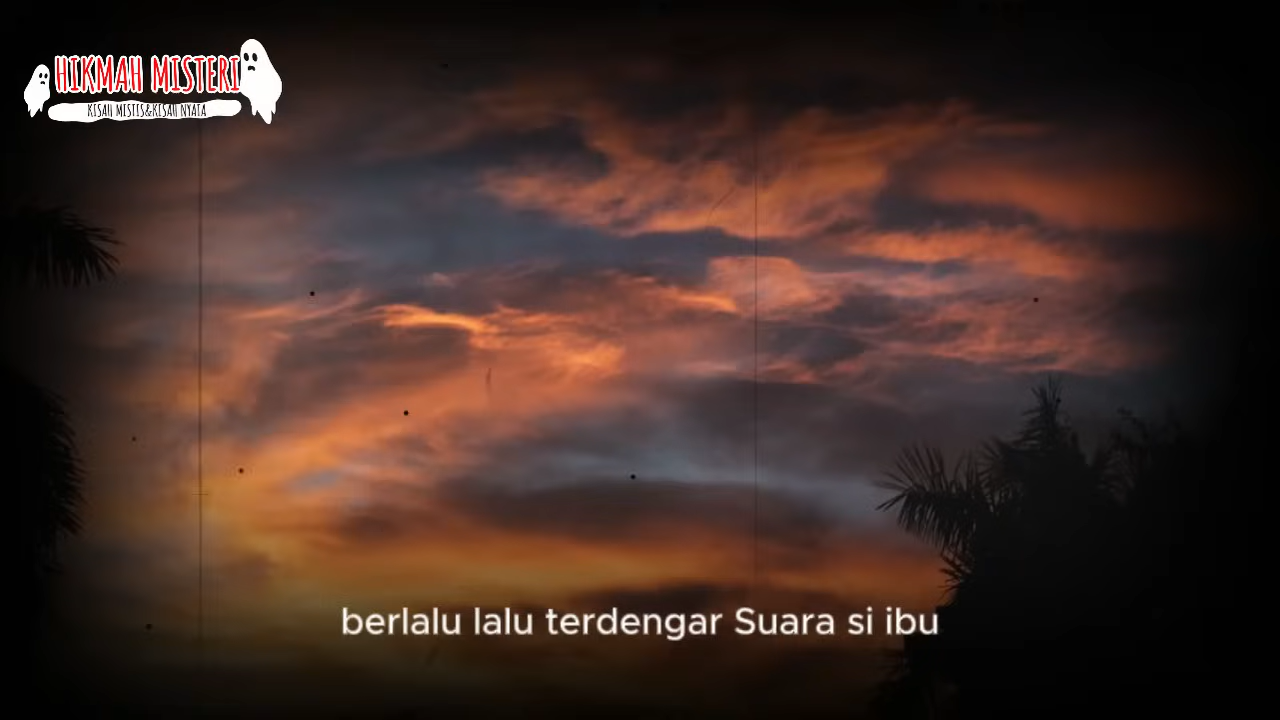 HIKMAH MISTERI
KISAH MISTIS&KISAH NYATA
berlalu lalu terdengar Suara si ibu